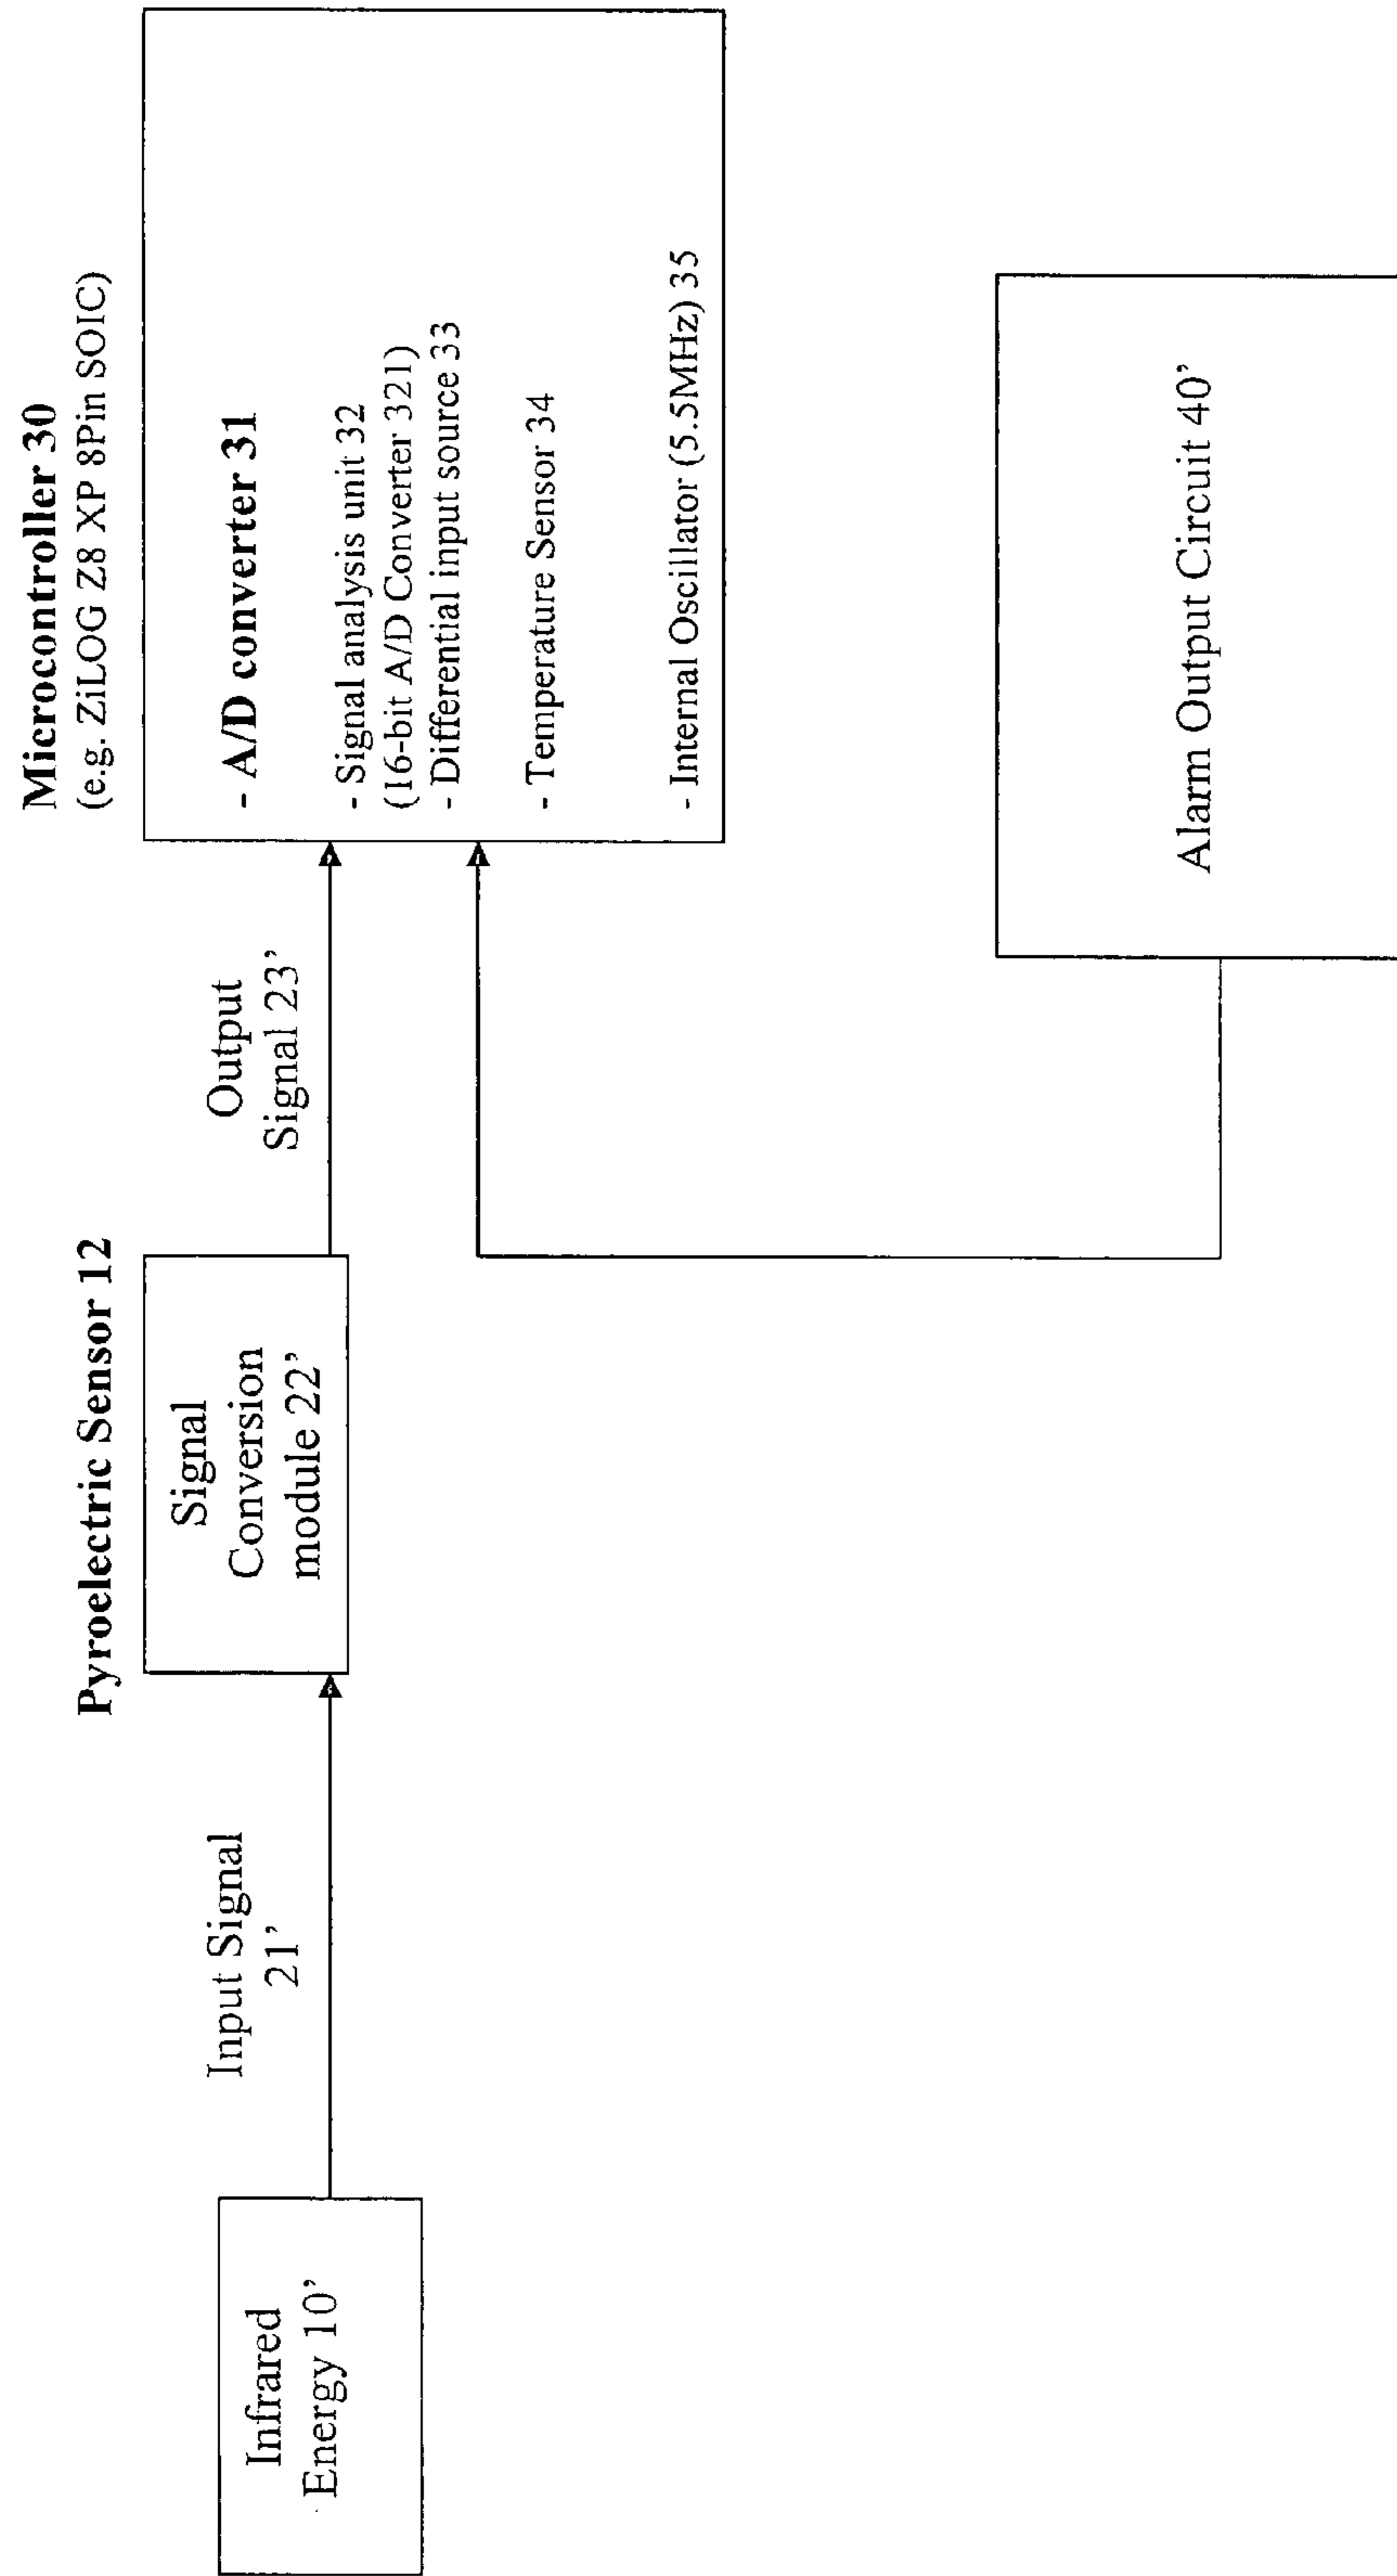 Infrared
Energy 10’
Input Signal
21’
Pyroelectric Sensor 12
Signal
Conversion
module 22’
Output
Signal 23’
Microcontroller 30
(e.g. ZiLOG Z8 XP 8Pin SOIC)
- A/D converter 31
- Signal analysis unit 32
(16-bit A/D Converter 321)
- Differential input source 33
- Temperature Sensor 34
- Internal Oscillator (5.5MHz) 35
Alarm Output Circuit 40’